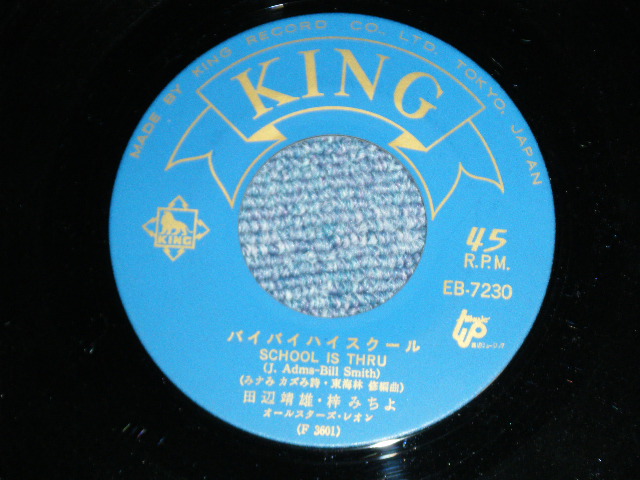 MADE BY KING RECORD CO., LTD. TOKYO, JAPAN
KING
KING
45
R.P.M.
EB-7230
Music
バイバイハイスクール
SCHOOL IS THRU
(J. Adma-Bill Smith)
(みナみ カズみ詩・東海林 修編曲)
田辺靖雄・梓 みちよ
オールスターズ・レオン
(F 3601)